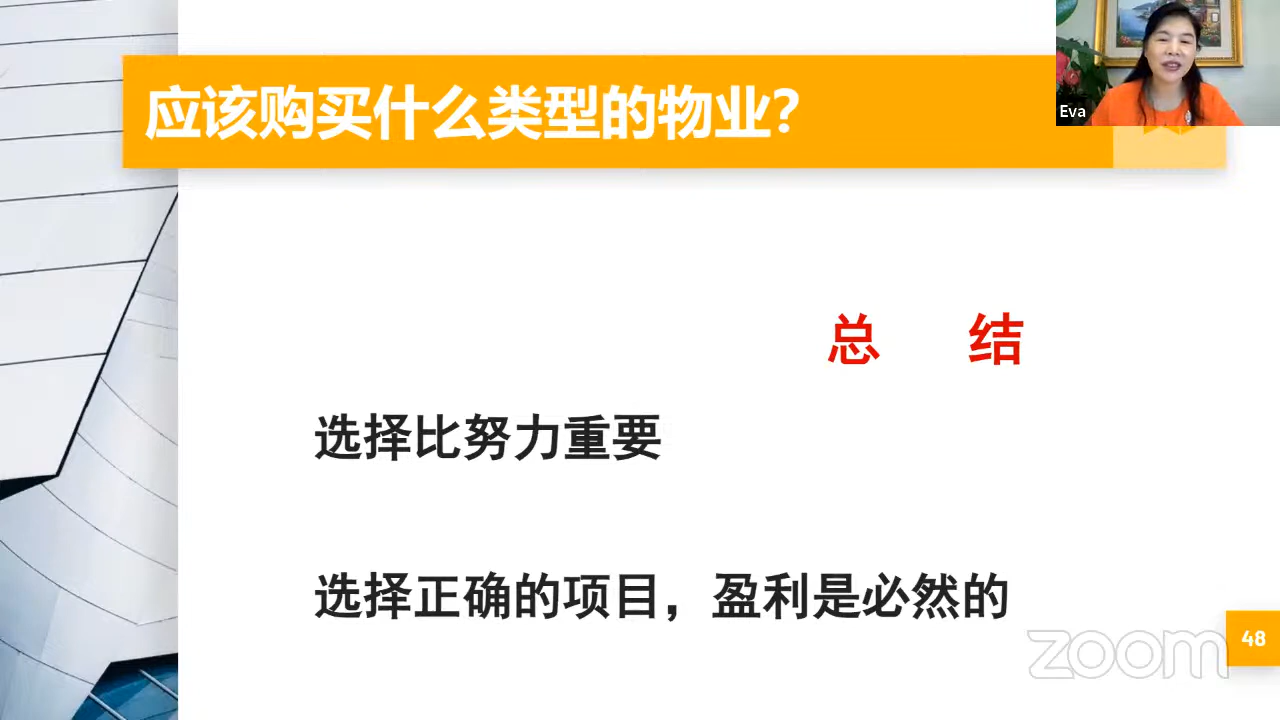 应该购买什么类型的物业？
Eva
总 结
选择比努力重要
选择正确的项目，盈利是必然的
zoom
48